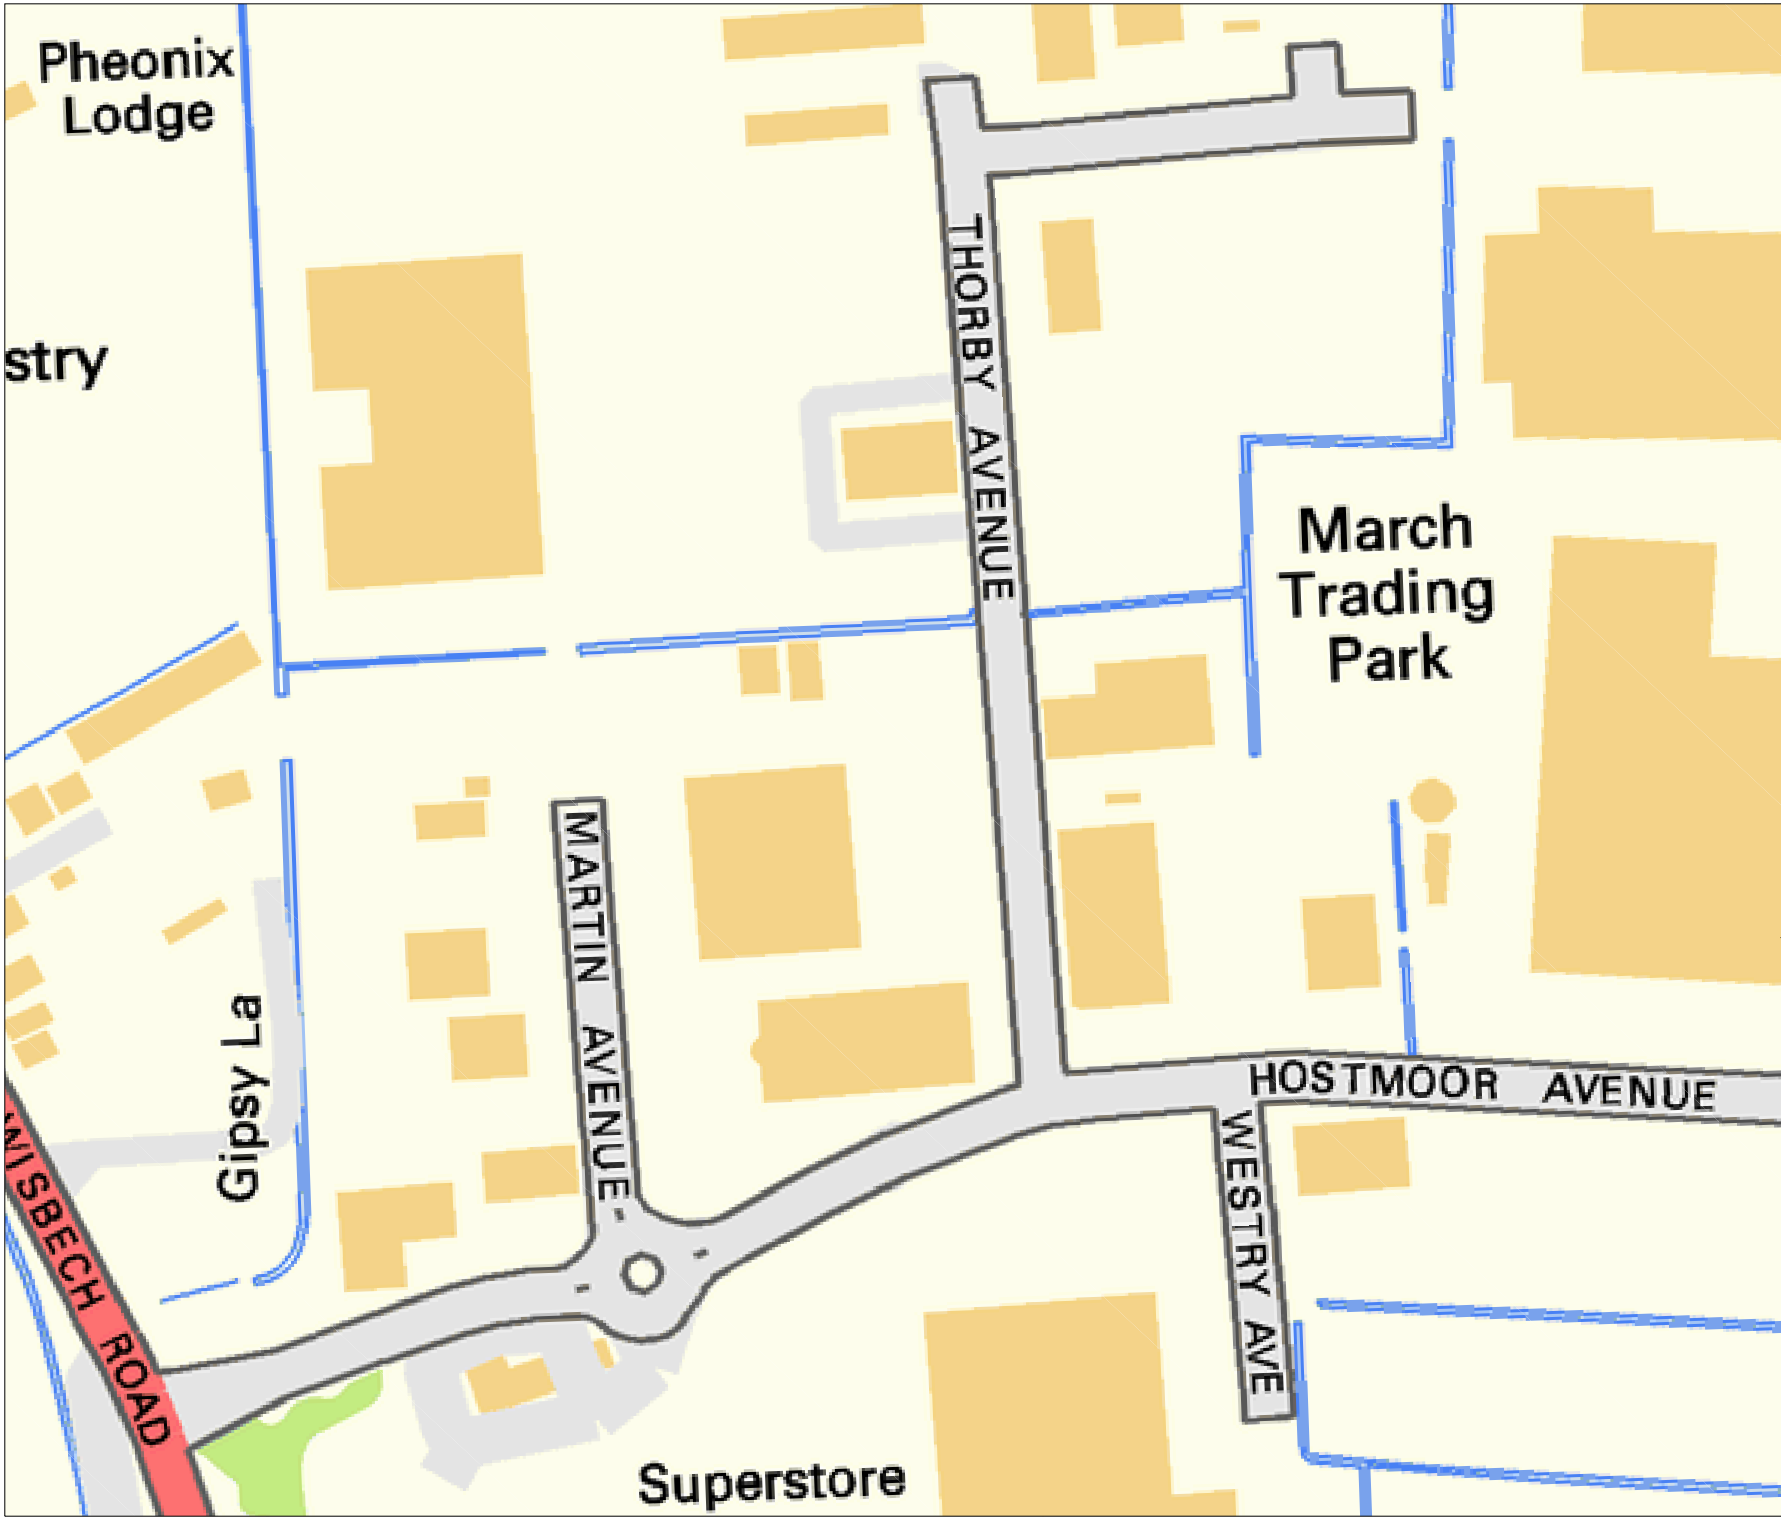 Pheonix
Lodge
stry
THORBY AVENUE
March
Trading
Park
MARTIN AVENUE
Gipsy La
HOSTMOOR AVENUE
WESTRY AVE
WISBECH ROAD
Superstore